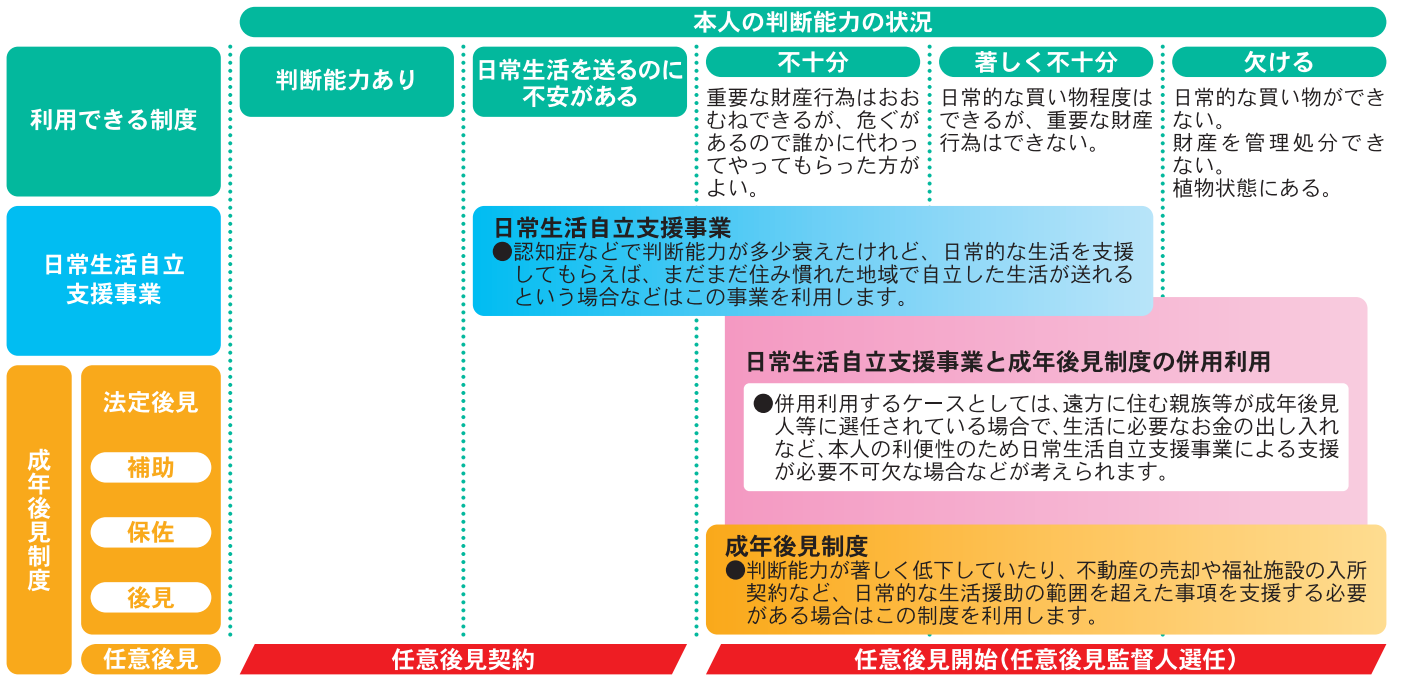 本人の判断能力の状況
利用できる制度
判断能力あり
日常生活を送るのに
不安がある
不十分
重要な財産行為はおお
むねできるが、危ぐが
あるので誰かに代わっ
てやってもらった方が
よい。
著しく不十分
日常的な買い物程度は
できるが、重要な財産
行為はできない。
欠ける
日常的な買い物ができ
ない。
財産を管理処分でき
ない。
植物状態にある。
日常生活自立
支援事業
日常生活自立支援事業
●認知症などで判断能力が多少衰えたけれど、日常的な生活を支援
してもらえば、まだまだ住み慣れた地域で自立した生活が送れる
という場合などはこの事業を利用します。
日常生活自立支援事業と成年後見制度の併用利用
●併用利用するケースとしては、遠方に住む親族等が成年後見
人等に選任されている場合で、生活に必要なお金の出し入れ
など、本人の利便性のため日常生活自立支援事業による支援
が必要不可欠な場合などが考えられます。
成年後見制度
法定後見
補助
保佐
後見
成年後見制度
●判断能力が著しく低下していたり、不動産の売却や福祉施設の入所
契約など、日常的な生活援助の範囲を超えた事項を支援する必要
がある場合はこの制度を利用します。
任意後見
任意後見契約
任意後見開始(任意後見監督人選任)